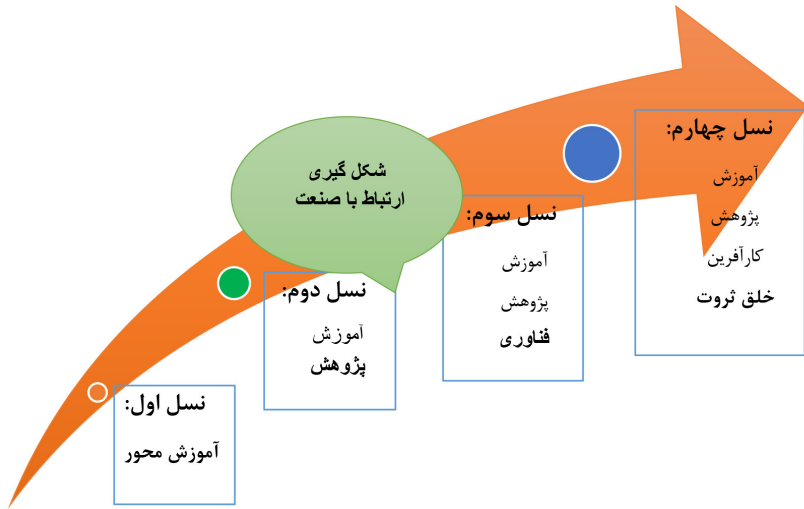 نسل اول:
آموزش محور
نسل دوم:
آموزش
پژوهش
شکل گیری
ارتباط با صنعت
نسل سوم:
آموزش
پژوهش
فناوری
نسل چهارم:
آموزش
پژوهش
کارآفرین
خلق ثروت